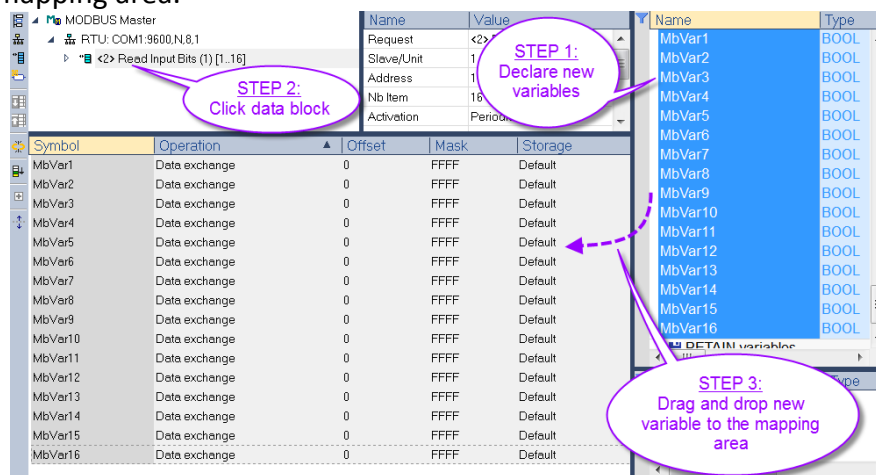 mapping area.
MODBUS Master
RTU: COM1:9600,N,8,1
<2> Read Input Bits (1) [1..16]
STEP 2:
Click data block
Name Value
Request <2>
Slave/Unit 1
Address 1
Nb Item 16
Activation
STEP 1:
Declare new
variables
Name Type
MbVar1 BOOL
MbVar2 BOOL
MbVar3 BOOL
MbVar4 BOOL
MbVar5 BOOL
MbVar6 BOOL
MbVar7 BOOL
MbVar8 BOOL
MbVar9 BOOL
MbVar10 BOOL
MbVar11 BOOL
MbVar12 BOOL
MbVar13 BOOL
MbVar14 BOOL
MbVar15 BOOL
MbVar16 BOOL
RETAIN variables
Symbol Operation Offset Mask Storage
MbVar1 Data exchange 0 FFFF Default
MbVar2 Data exchange 0 FFFF Default
MbVar3 Data exchange 0 FFFF Default
MbVar4 Data exchange 0 FFFF Default
MbVar5 Data exchange 0 FFFF Default
MbVar6 Data exchange 0 FFFF Default
MbVar7 Data exchange 0 FFFF Default
MbVar8 Data exchange 0 FFFF Default
MbVar9 Data exchange 0 FFFF Default
MbVar10 Data exchange 0 FFFF Default
MbVar11 Data exchange 0 FFFF Default
MbVar12 Data exchange 0 FFFF Default
MbVar13 Data exchange 0 FFFF Default
MbVar14 Data exchange 0 FFFF Default
MbVar15 Data exchange 0 FFFF Default
MbVar16 Data exchange 0 FFFF Default
STEP 3:
Drag and drop new
variable to the mapping
area
Type